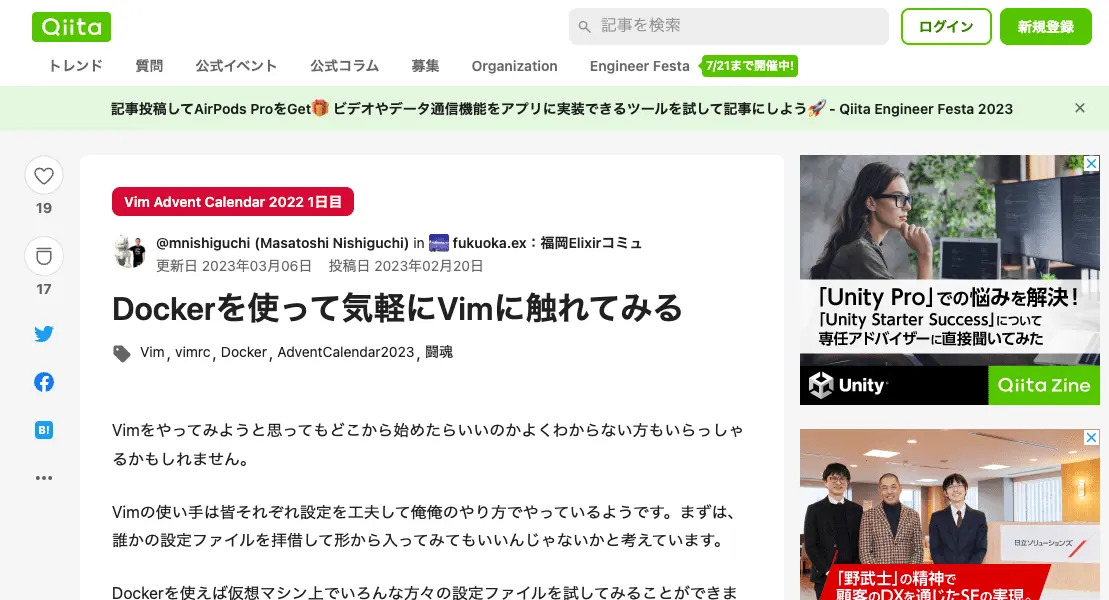 Qiita
記事を検索
ログイン
新規登録
トレンド 質問 公式イベント 公式コラム 募集 Organization Engineer Festa 7/21まで開催中!
記事投稿してAirPods ProをGet🎁 ビデオやデータ通信機能をアプリに実装できるツールを試して記事にしよう🚀 - Qiita Engineer Festa 2023
19
17
B!
Vim Advent Calendar 2022 1日目
@mnishiguchi (Masatoshi Nishiguchi) in fukuoka.ex：福岡Elixirコミュ
更新日 2023年03月06日 投稿日 2023年02月20日
Dockerを使って気軽にVimに触れてみる
Vim, vimrc, Docker, AdventCalendar2023, 闘魂
Vimをやってみようと思ってもどこから始めたらいいのかよくわからない方もいらっしゃ
るかもしれません。
Vimの使い手は皆それぞれ設定を工夫して俺俺のやり方でやっているようです。まずは、
誰かの設定ファイルを拝借して形から入ってみてもいいんじゃないかと考えています。
Dockerを使えば仮想マシン上でいろんな方々の設定ファイルを試してみることができま
「Unity Pro」での悩みを解決！
「Unity Starter Success」について
専任アドバイザーに直接聞いてみた
Unity
Qiita Zine
日立ソリューションズ
「野武士」の精神で
顧客のDXを通じたSEの実現。